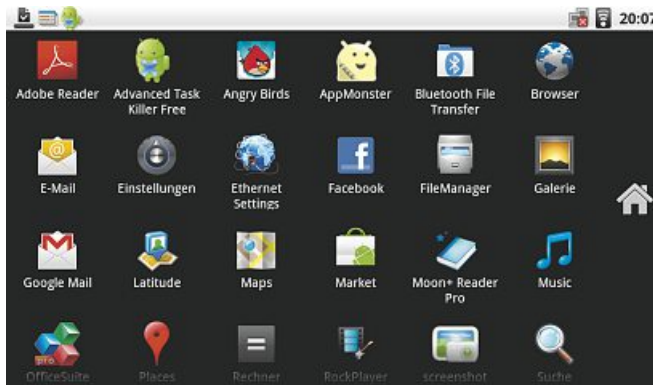 20:07
Adobe Reader
Advanced Task
Killer Free
Angry Birds
AppMonster
Bluetooth File
Transfer
Browser
E-Mail
Einstellungen
Ethernet
Settings
Facebook
FileManager
Galerie
Google Mail
Latitude
Maps
Market
Moon+ Reader
Pro
Music
pro
OfficeSuite
Places
Rechner
RockPlayer
screenshot
Suche